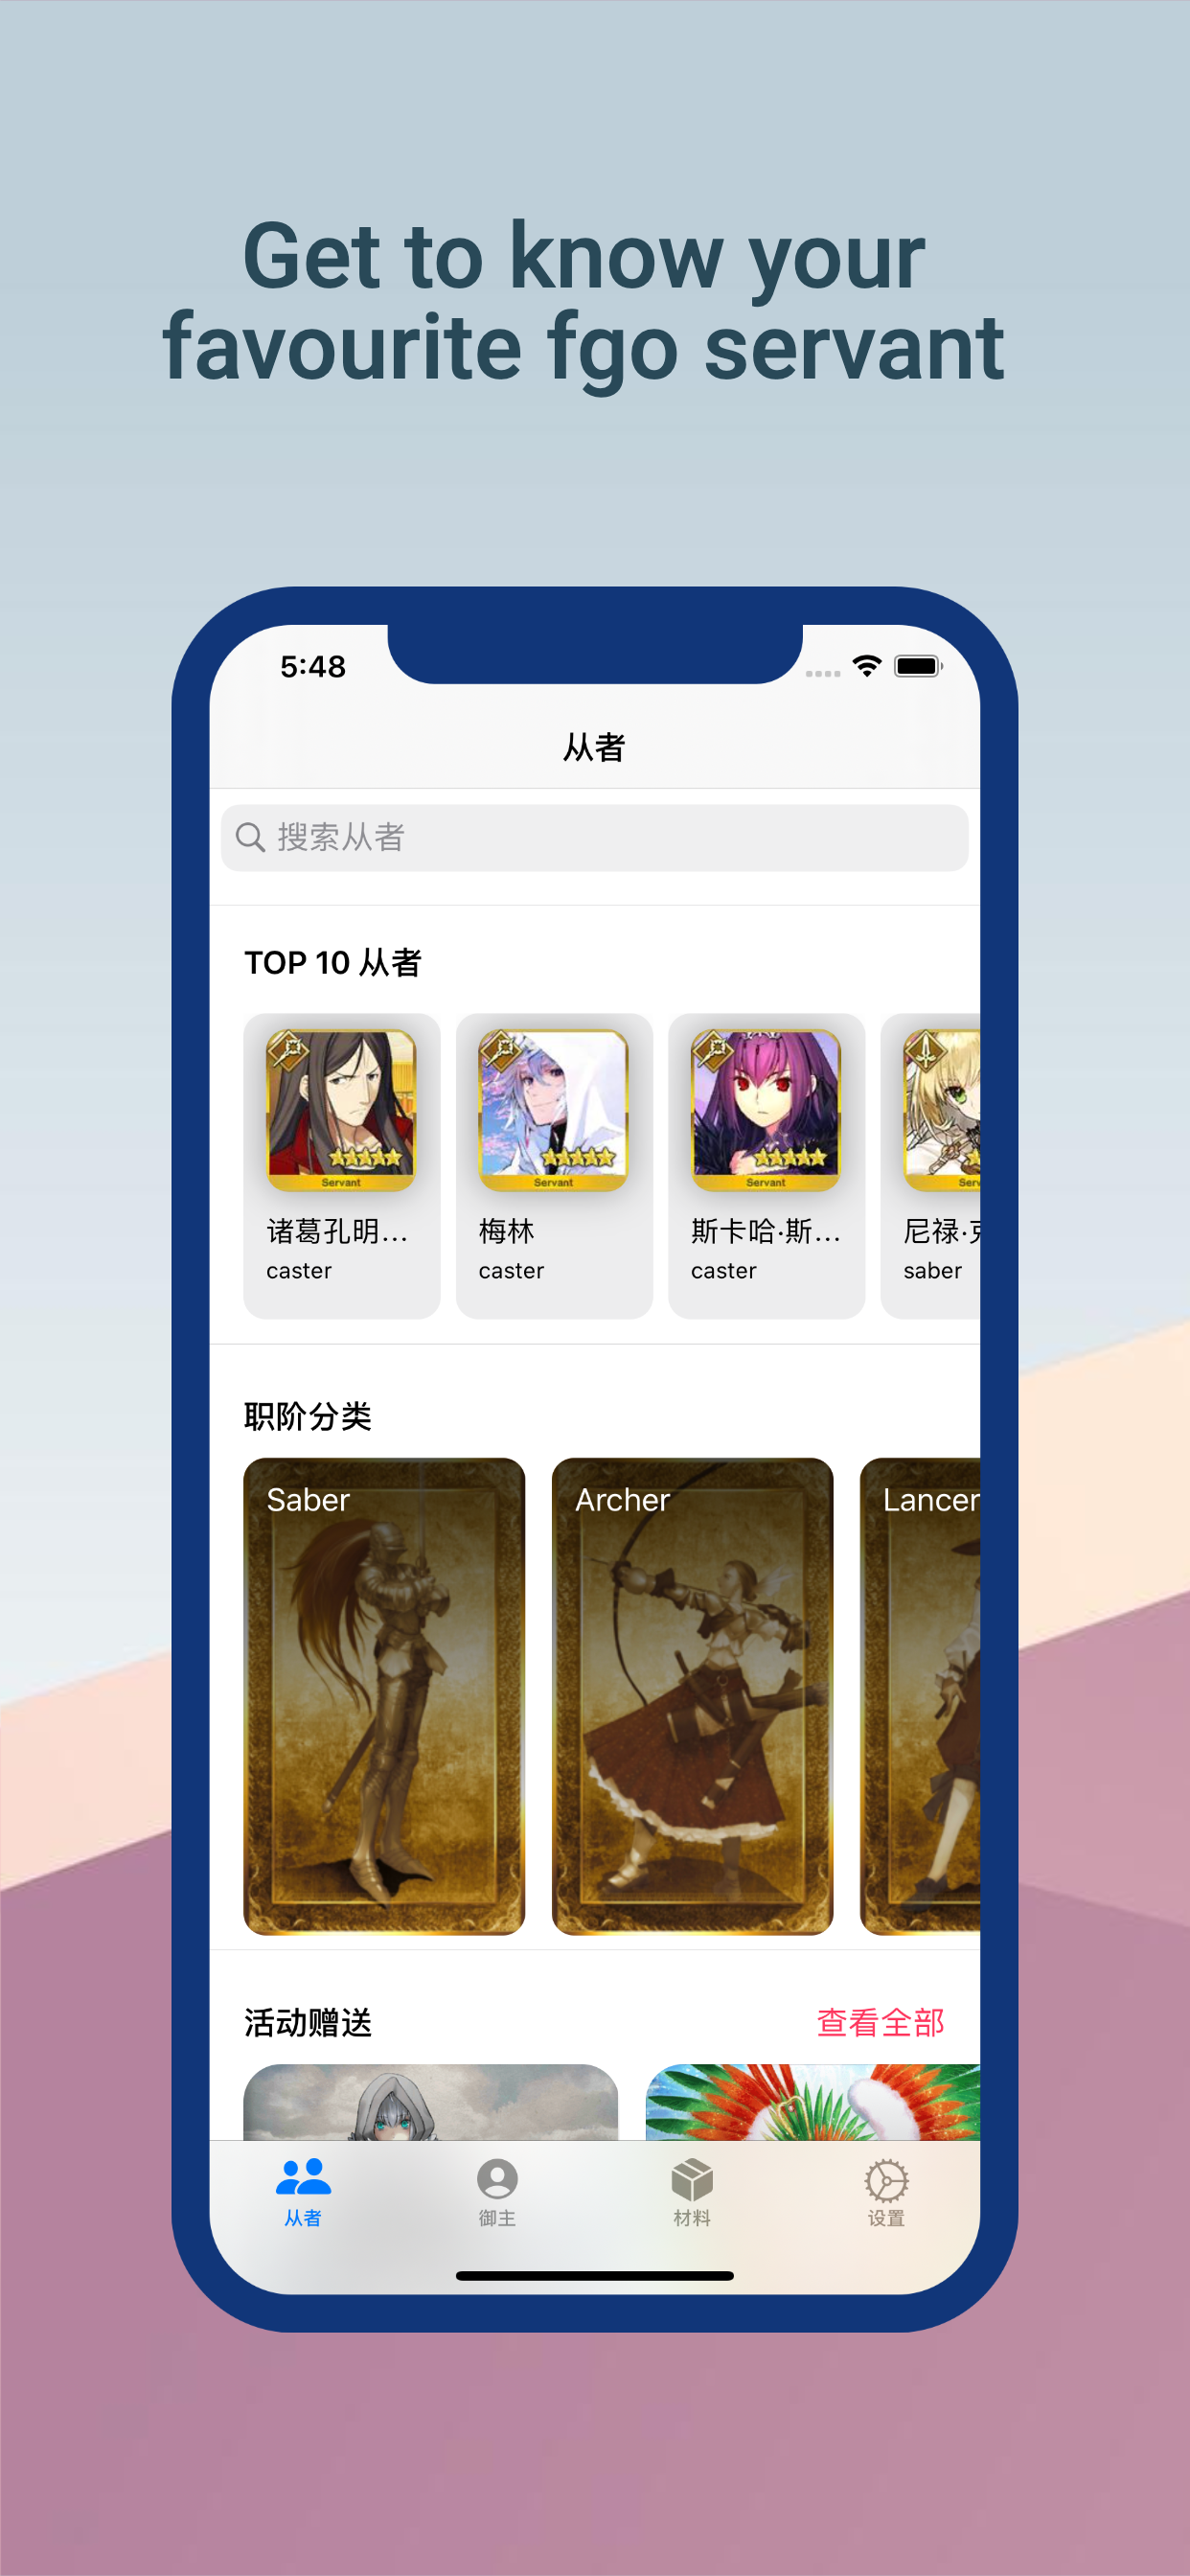 Get to know your
favourite fgo servant
5:48
从者
搜索从者
TOP 10 从者
Servant
Servant
Servant
诸葛孔明...
梅林
斯卡哈·斯...
尼禄·
caster
caster
caster
saber
职阶分类
Saber
Archer
Lancer
活动赠送
查看全部
从者
御主
材料
设置